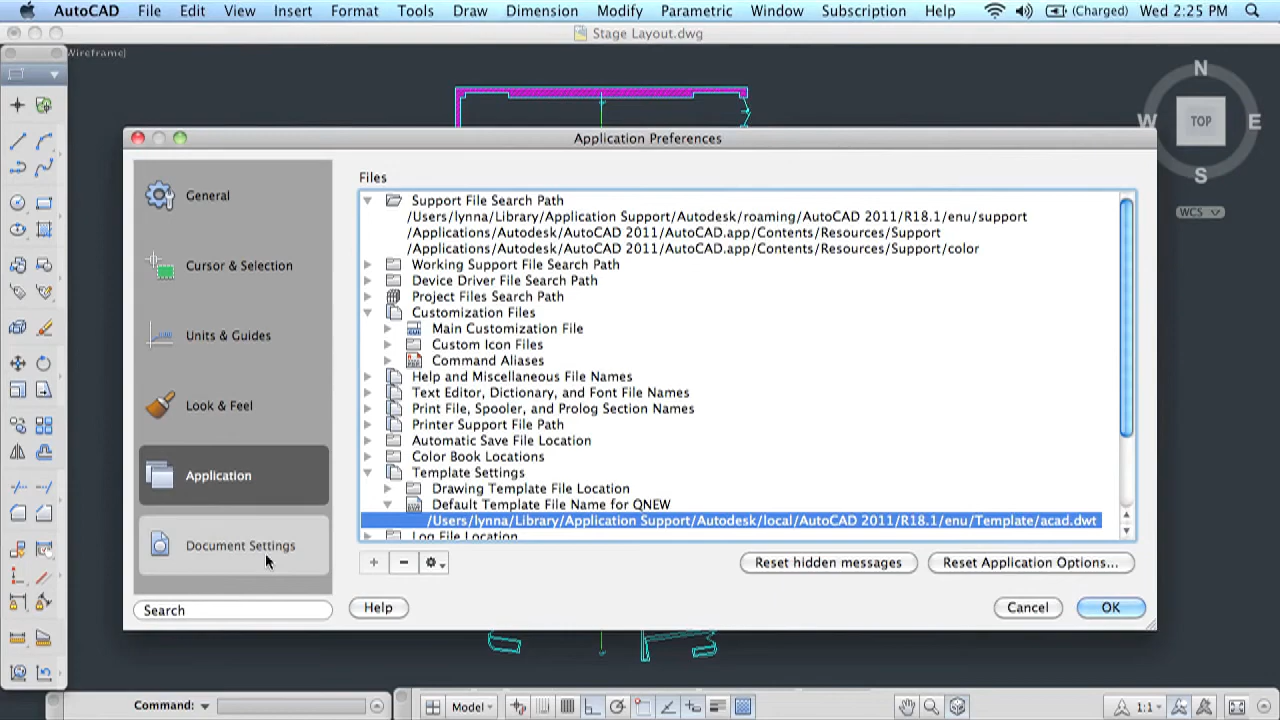 AutoCAD File Edit View Insert Format Tools Draw Dimension Modify Parametric Window Subscription Help (Charged) Wed 2:25 PM
Stage Layout.dwg
Wireframe]
N
W TOP E
S
WCS
Application Preferences
General
Cursor & Selection
Units & Guides
Look & Feel
Application
Document Settings
Search
Files
Support File Search Path
/Users/lynna/Library/Application Support/Autodesk/roaming/AutoCAD 2011/R18.1/enu/support
/Applications/Autodesk/AutoCAD 2011/AutoCAD.app/Contents/Resources/Support
/Applications/Autodesk/AutoCAD 2011/AutoCAD.app/Contents/Resources/Support/color
Working Support File Search Path
Device Driver File Search Path
Project Files Search Path
Customization Files
Main Customization File
Custom Icon Files
Command Aliases
Help and Miscellaneous File Names
Text Editor, Dictionary, and Font File Names
Print File, Spooler, and Prolog Section Names
Printer Support File Path
Automatic Save File Location
Color Book Locations
Template Settings
Drawing Template File Location
Default Template File Name for QNEW
/Users/lynna/Library/Application Support/Autodesk/local/AutoCAD 2011/R18.1/enu/Template/acad.dwt
Log File Location
Reset hidden messages Reset Application Options...
Help Cancel OK
Command: Model 1:1